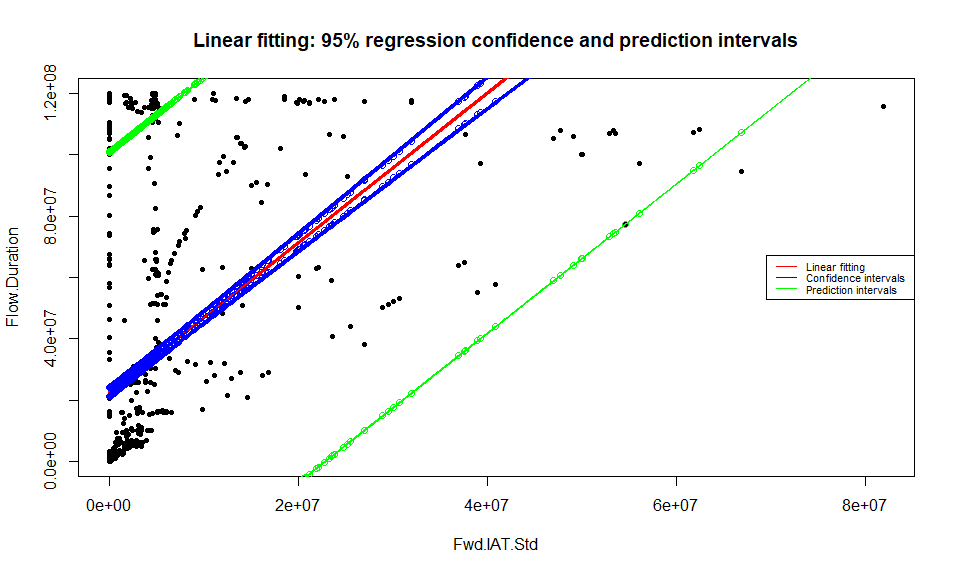 Linear fitting: 95% regression confidence and prediction intervals
Flow.Duration
1.2e+08
8.0e+07
4.0e+07
0.0e+00
Linear fitting
Confidence intervals
Prediction intervals
0e+00 2e+07 4e+07 6e+07 8e+07
Fwd.IAT.Std